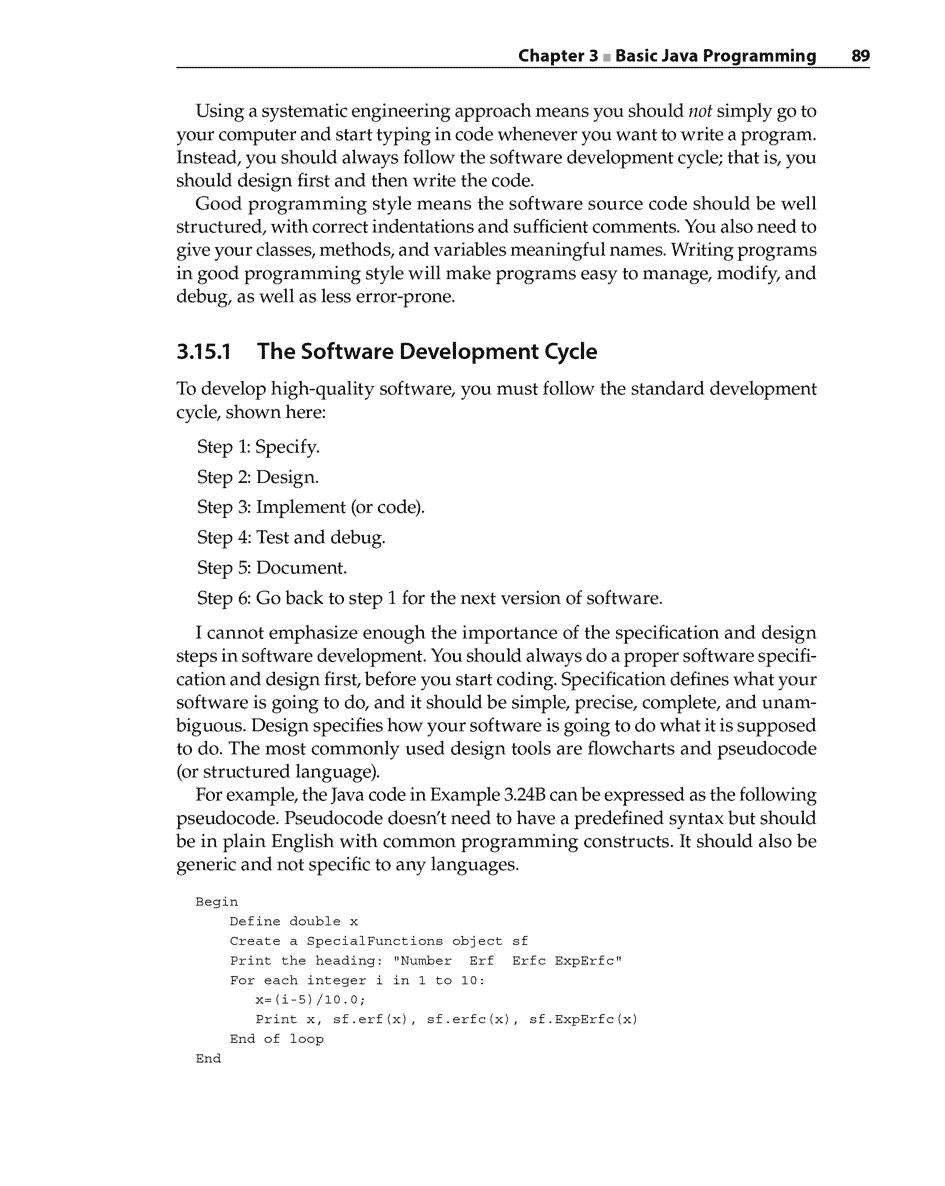 Chapter 3 ■ Basic Java Programming 89
Using a systematic engineering approach means you should not simply go to
your computer and start typing in code whenever you want to write a program.
Instead, you should always follow the software development cycle; that is, you
should design first and then write the code.
Good programming style means the software source code should be well
structured, with correct indentations and sufficient comments. You also need to
give your classes, methods, and variables meaningful names. Writing programs
in good programming style will make programs easy to manage, modify, and
debug, as well as less error-prone.
3.15.1 The Software Development Cycle
To develop high-quality software, you must follow the standard development
cycle, shown here:
Step 1: Specify.
Step 2: Design.
Step 3: Implement (or code).
Step 4: Test and debug.
Step 5: Document.
Step 6: Go back to step 1 for the next version of software.
I cannot emphasize enough the importance of the specification and design
steps in software development. You should always do a proper software specifi-
cation and design first, before you start coding. Specification defines what your
software is going to do, and it should be simple, precise, complete, and unam-
biguous. Design specifies how your software is going to do what it is supposed
to do. The most commonly used design tools are flowcharts and pseudocode
(or structured language).
For example, the Java code in Example 3.24B can be expressed as the following
pseudocode. Pseudocode doesn’t need to have a predefined syntax but should
be in plain English with common programming constructs. It should also be
generic and not specific to any languages.
Begin
    Define double x
    Create a SpecialFunctions object sf
    Print the heading: "Number  Erf  Erfc ExpErfc"
    For each integer i in 1 to 10:
       x=(i-5)/10.0;
       Print x, sf.erf(x), sf.erfc(x), sf.ExpErfc(x)
    End of loop
End